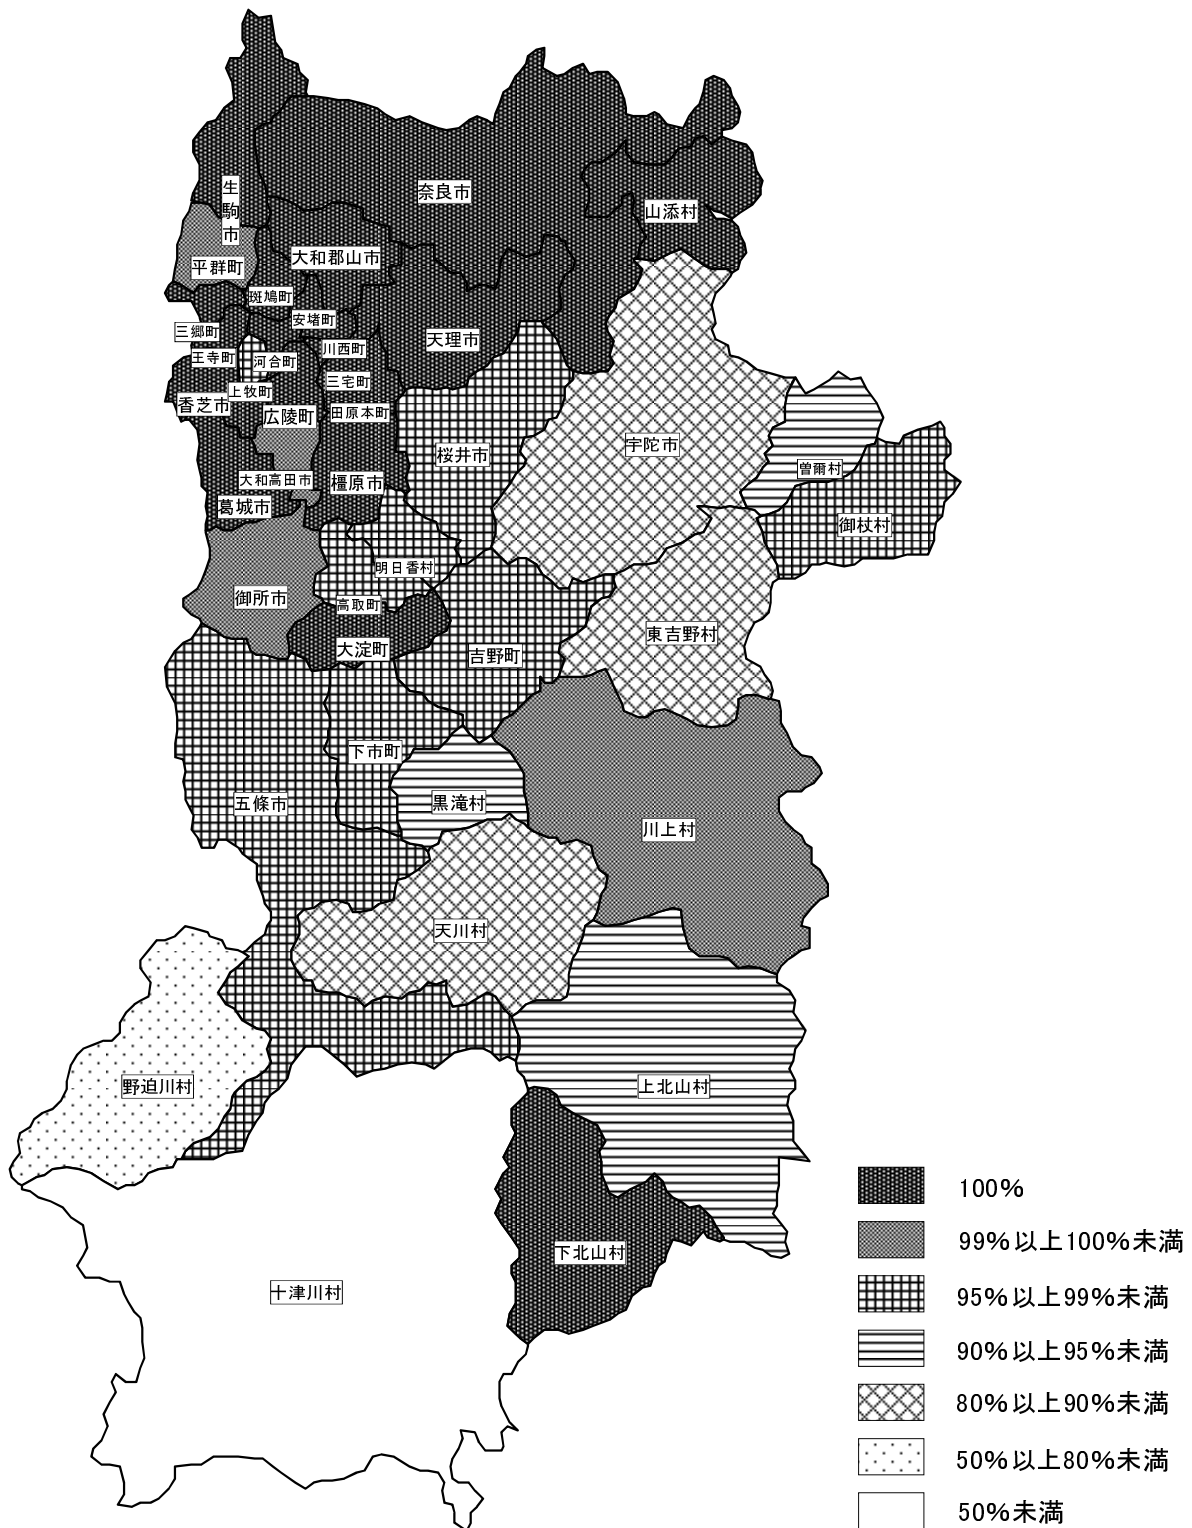 生駒市
奈良市
山添村
平群町
大和郡山市
斑鳩町
安堵町
三郷町
天理市
川西町
王寺町
河合町
三宅町
上牧町
香芝市
広陵町
田原本町
宇陀市
桜井市
曽爾村
大和高田市
橿原市
葛城市
御杖村
明日香村
御所市
高取町
東吉野村
大淀町
吉野町
下市町
五條市
黒滝村
川上村
天川村
野迫川村
上北山村
下北山村
十津川村
100%
99%以上100%未満
95%以上99%未満
90%以上95%未満
80%以上90%未満
50%以上80%未満
50%未満